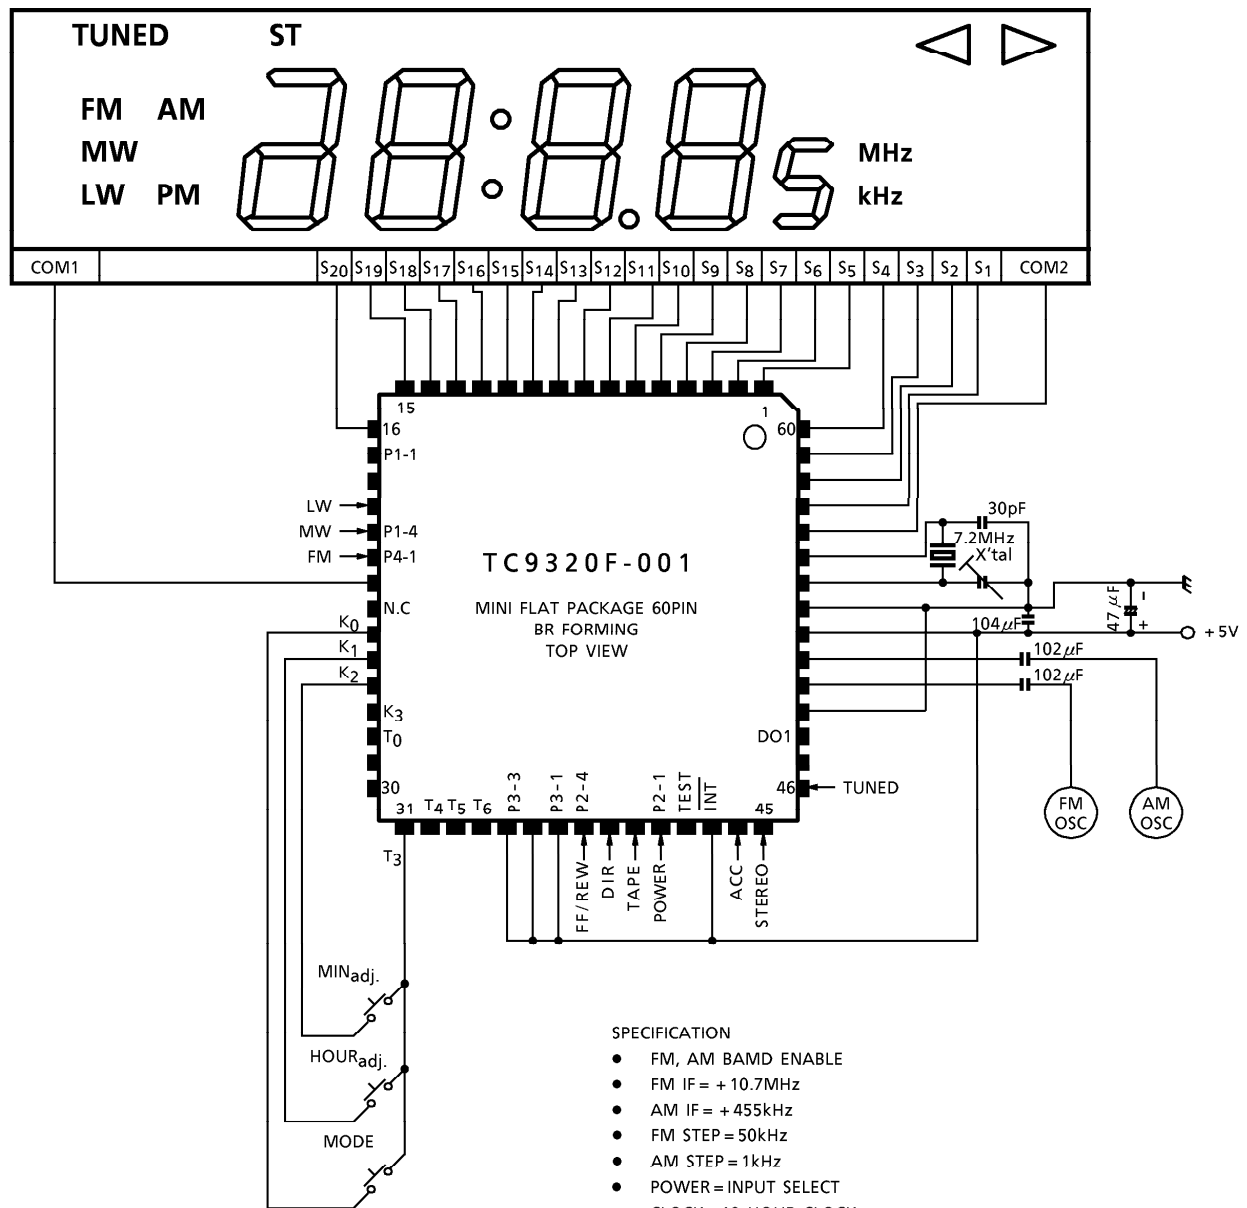 TUNED ST
FM AM
MW
LW PM
MHz
kHz
COM1 S20 S19 S18 S17 S16 S15 S14 S13 S12 S11 S10 S9 S8 S7 S6 S5 S4 S3 S2 S1 COM2
15 1
16 60
P1-1
LW
MW P1-4
FM P4-1
30pF
7.2MHz
X'tal
TC9320F-001
MINI FLAT PACKAGE 60PIN
BR FORMING
TOP VIEW
N.C
K0
K1
K2
K3
T0
30
104μF
47μF
-
+
+5V
102μF
102μF
DO1
46 TUNED
FM
OSC
AM
OSC
31 T4 T5 T6 P3-3 P3-1 P2-4 P2-1 TEST INT 45
T3
FF/REW DIR TAPE POWER ACC STEREO
MINadj.
HOURadj.
MODE
SPECIFICATION
● FM, AM BAMD ENABLE
● FM IF = +10.7MHz
● AM IF = +455kHz
● FM STEP = 50kHz
● AM STEP = 1kHz
● POWER = INPUT SELECT